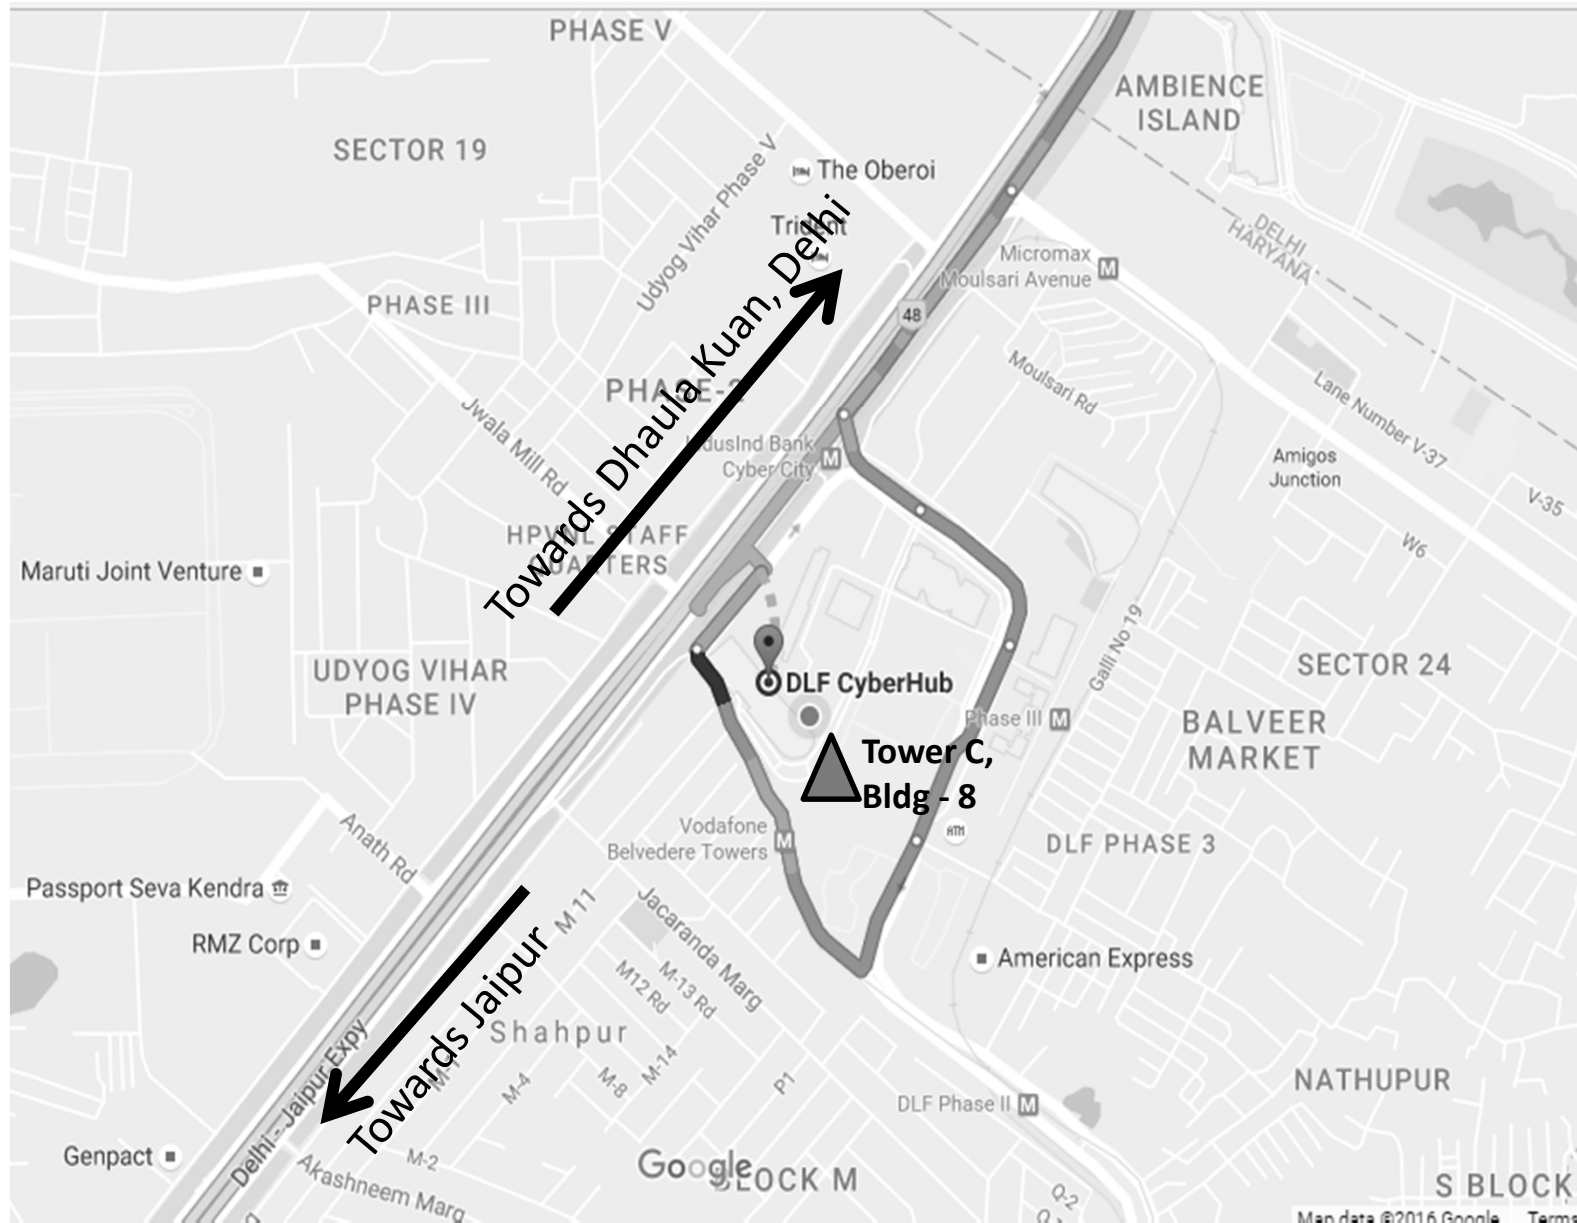 PHASE V
AMBIENCE
ISLAND
SECTOR 19
The Oberoi
Udyog Vihar Phase V
Trident
DELHI
HARYANA
Micromax
Moulsari Avenue
M
PHASE III
48
Towards Dhaula Kuan, Delhi
Moulsari Rd
Lane Number V-37
PHASE-2
Jwala Mill Rd
IndusInd Bank
Cyber City
M
Amigos
Junction
V-35
W6
HPVNL STAFF
QUARTERS
Maruti Joint Venture
Galli No 19
UDYOG VIHAR
PHASE IV
SECTOR 24
DLF CyberHub
Phase III
M
BALVEER
MARKET
Tower C,
Bldg - 8
Anath Rd
Vodafone
Belvedere Towers
M
ATM
DLF PHASE 3
Passport Seva Kendra
M 11
Jacaranda Marg
RMZ Corp
American Express
M12 Rd
M-13 Rd
Towards Jaipur
Shahpur
M-4
M-8
M-14
P1
NATHUPUR
DLF Phase II
M
Delhi - Jaipur Expy
Genpact
M-2
Akashneem Marg
Google
BLOCK M
Q-2
S BLOCK
Map data ©2016 Google
Terms